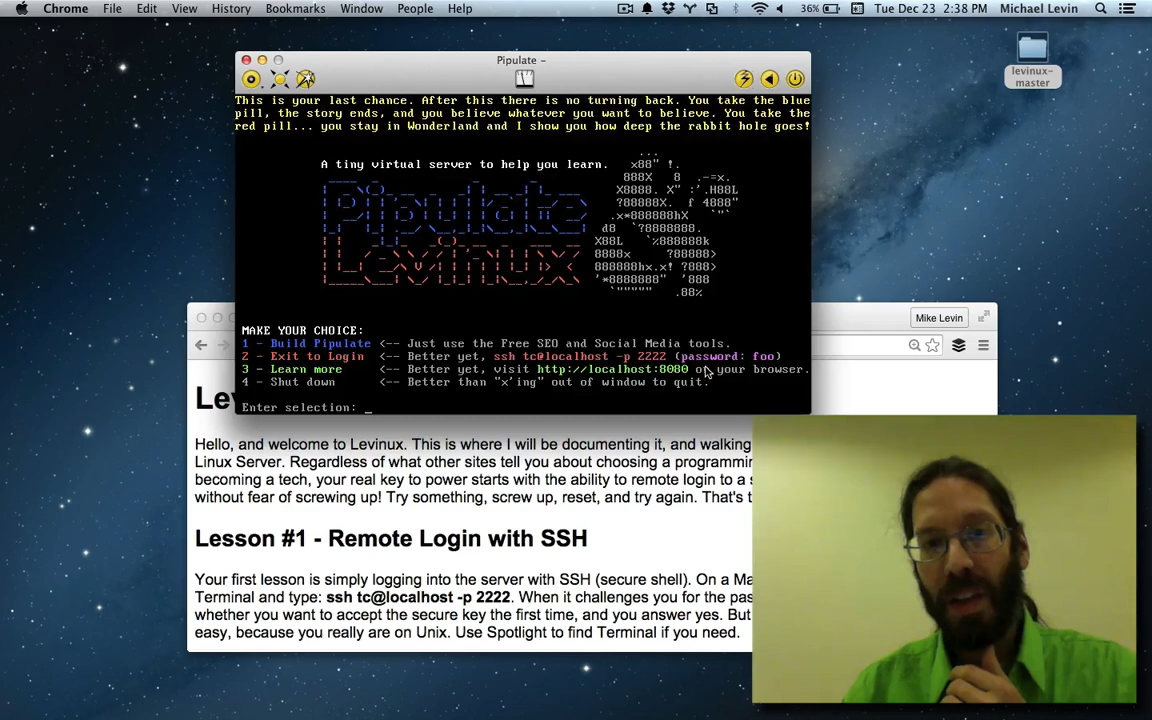 Chrome File Edit View History Bookmarks Window People Help 36% Tue Dec 23 2:38 PM Michael Levin
levinux-
master
Pipulate -
This is your last chance. After this there is no turning back. You take the blue
pill, the story ends, and you believe whatever you want to believe. You take the
red pill... you stay in Wonderland and I show you how deep the rabbit hole goes!
A tiny virtual server to help you learn.
Pipulate
Levinux
MAKE YOUR CHOICE:
1 - Build Pipulate <-- Just use the Free SEO and Social Media tools.
2 - Exit to Login <-- Better yet, ssh tc@localhost -p 2222 (password: foo)
3 - Learn more <-- Better yet, visit http://localhost:8080 on your browser.
4 - Shut down <-- Better than "x'ing" out of window to quit.
Enter selection: _
Mike Levin
Le
Hello, and welcome to Levinux. This is where I will be documenting it, and walking
Linux Server. Regardless of what other sites tell you about choosing a programmin
becoming a tech, your real key to power starts with the ability to remote login to a s
without fear of screwing up! Try something, screw up, reset, and try again. That's t
Lesson #1 - Remote Login with SSH
Your first lesson is simply logging into the server with SSH (secure shell). On a Ma
Terminal and type: ssh tc@localhost -p 2222. When it challenges you for the pas
whether you want to accept the secure key the first time, and you answer yes. But
easy, because you really are on Unix. Use Spotlight to find Terminal if you need.